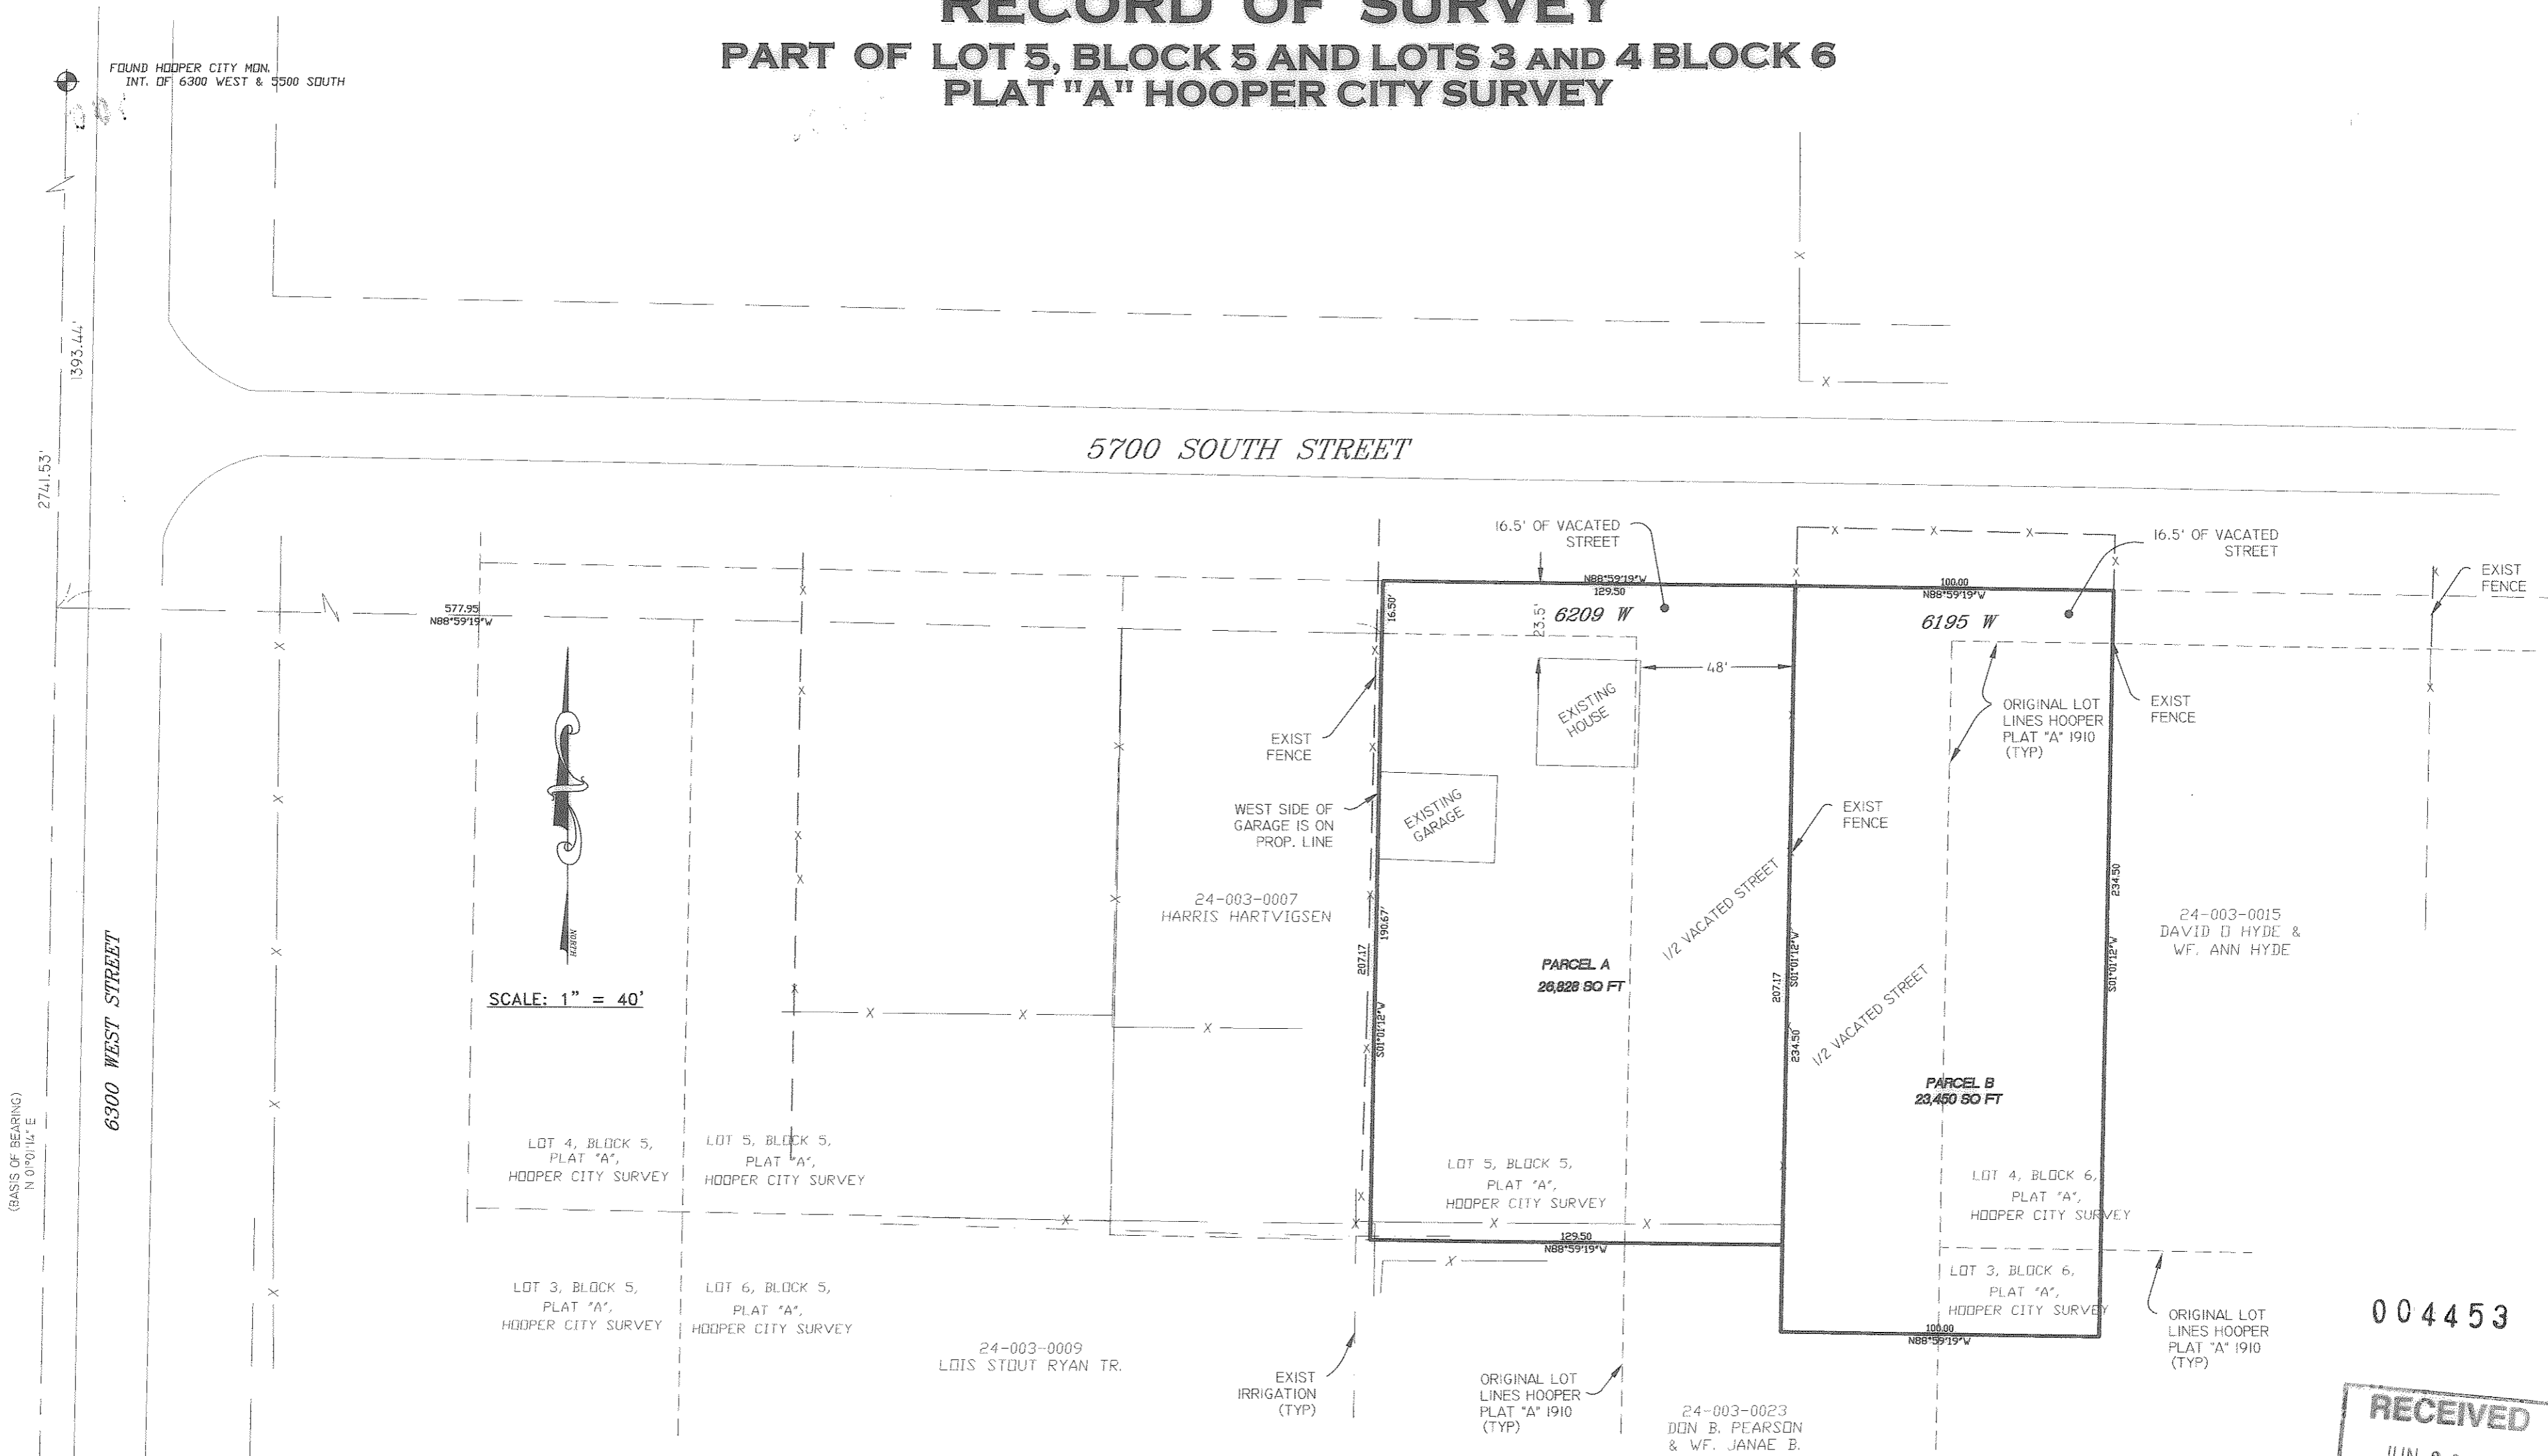 RECORD OF SURVEY
PART OF LOT 5, BLOCK 5 AND LOTS 3 AND 4 BLOCK 6
PLAT "A" HOOPER CITY SURVEY
FOUND HOOPER CITY MON.
INT. OF 6300 WEST & 5500 SOUTH
1393.44'
2741.53'
5700 SOUTH STREET
16.5' OF VACATED
STREET
16.5' OF VACATED
STREET
EXIST
FENCE
577.95
N88°59'19"W
N88°59'19"W
129.50
100.00
N88°59'19"W
16.50'
23.5'
6209 W
6195 W
48'
EXISTING
HOUSE
ORIGINAL LOT
LINES HOOPER
PLAT "A" 1910
(TYP)
EXIST
FENCE
EXIST
FENCE
WEST SIDE OF
GARAGE IS ON
PROP. LINE
EXISTING
GARAGE
EXIST
FENCE
1/2 VACATED STREET
1/2 VACATED STREET
24-003-0007
HARRIS HARTVIGSEN
190.67'
207.17
S01°01'12"W
207.17
S01°01'12"W
234.50
234.50
S01°01'12"W
24-003-0015
DAVID D HYDE &
WF. ANN HYDE
NORTH
SCALE: 1" = 40'
PARCEL A
26,828 SQ FT
PARCEL B
23,450 SQ FT
6300 WEST STREET
(BASIS OF BEARING)
N 01°01'14" E
LOT 4, BLOCK 5,
PLAT "A",
HOOPER CITY SURVEY
LOT 5, BLOCK 5,
PLAT "A",
HOOPER CITY SURVEY
LOT 5, BLOCK 5,
PLAT "A",
HOOPER CITY SURVEY
LOT 4, BLOCK 6,
PLAT "A",
HOOPER CITY SURVEY
129.50
N88°59'19"W
LOT 3, BLOCK 5,
PLAT "A",
HOOPER CITY SURVEY
LOT 6, BLOCK 5,
PLAT "A",
HOOPER CITY SURVEY
LOT 3, BLOCK 6,
PLAT "A",
HOOPER CITY SURVEY
100.00
N88°59'19"W
24-003-0009
LOIS STOUT RYAN TR.
EXIST
IRRIGATION
(TYP)
ORIGINAL LOT
LINES HOOPER
PLAT "A" 1910
(TYP)
24-003-0023
DON B. PEARSON
& WF. JANAE B.
ORIGINAL LOT
LINES HOOPER
PLAT "A" 1910
(TYP)
004453
RECEIVED
JUN